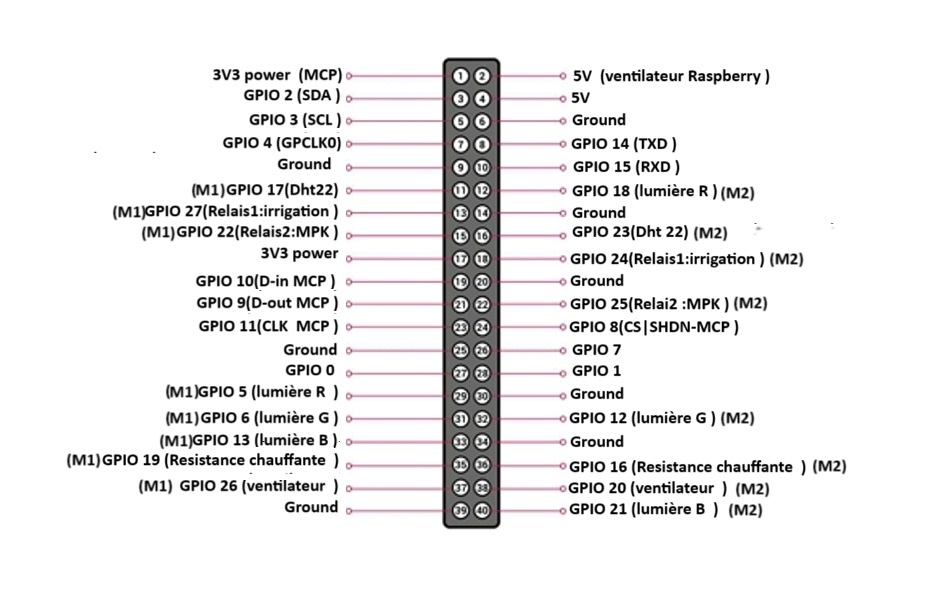 3V3 power (MCP) 1 2 5V (ventilateur Raspberry )
GPIO 2 (SDA ) 3 4 5V
GPIO 3 (SCL ) 5 6 Ground
GPIO 4 (GPCLK0) 7 8 GPIO 14 (TXD )
Ground 9 10 GPIO 15 (RXD )
(M1)GPIO 17(Dht22) 11 12 GPIO 18 (lumière R ) (M2)
(M1)GPIO 27(Relais1:irrigation ) 13 14 Ground
(M1)GPIO 22(Relais2:MPK ) 15 16 GPIO 23(Dht 22) (M2)
3V3 power 17 18 GPIO 24(Relais1:irrigation ) (M2)
GPIO 10(D-in MCP ) 19 20 Ground
GPIO 9(D-out MCP ) 21 22 GPIO 25(Relai2 :MPK ) (M2)
GPIO 11(CLK MCP ) 23 24 GPIO 8(CS|SHDN-MCP )
Ground 25 26 GPIO 7
GPIO 0 27 28 GPIO 1
(M1)GPIO 5 (lumière R ) 29 30 Ground
(M1)GPIO 6 (lumière G ) 31 32 GPIO 12 (lumière G ) (M2)
(M1)GPIO 13 (lumière B ) 33 34 Ground
(M1)GPIO 19 (Resistance chauffante ) 35 36 GPIO 16 (Resistance chauffante ) (M2)
(M1) GPIO 26 (ventilateur ) 37 38 GPIO 20 (ventilateur ) (M2)
Ground 39 40 GPIO 21 (lumière B ) (M2)